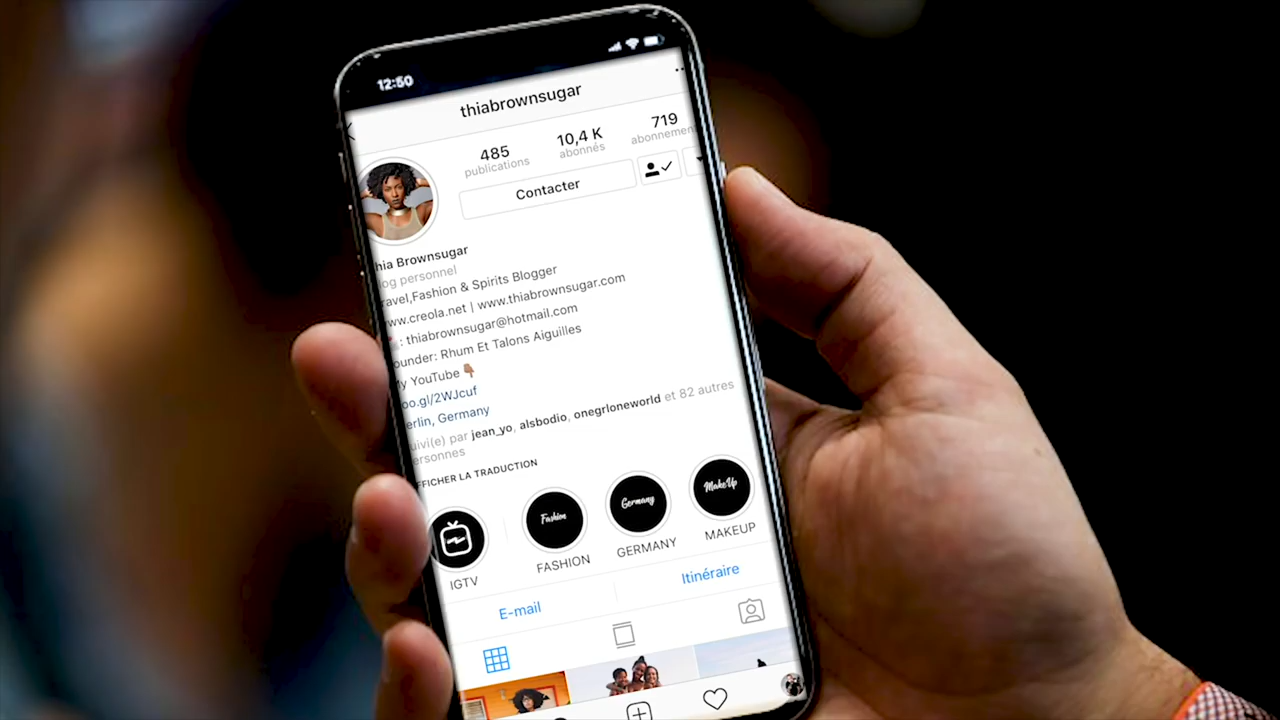 12:50
thiabrownsugar
485 10,4 K 719
publications abonnés abonnemen
Contacter
hia Brownsugar
og personnel
avel,Fashion & Spirits Blogger
ww.creola.net | www.thiabrownsugar.com
: thiabrownsugar@hotmail.com
ounder: Rhum Et Talons Aiguilles
y YouTube 👇🏾
oo.gl/2WJcuf
erlin, Germany
uivi(e) par jean_yo, alsbodio, onegrloneworld et 82 autres
ersonnes
FFICHER LA TRADUCTION
Fashion Germany MakeUp
IGTV FASHION GERMANY MAKEUP
E-mail Itinéraire